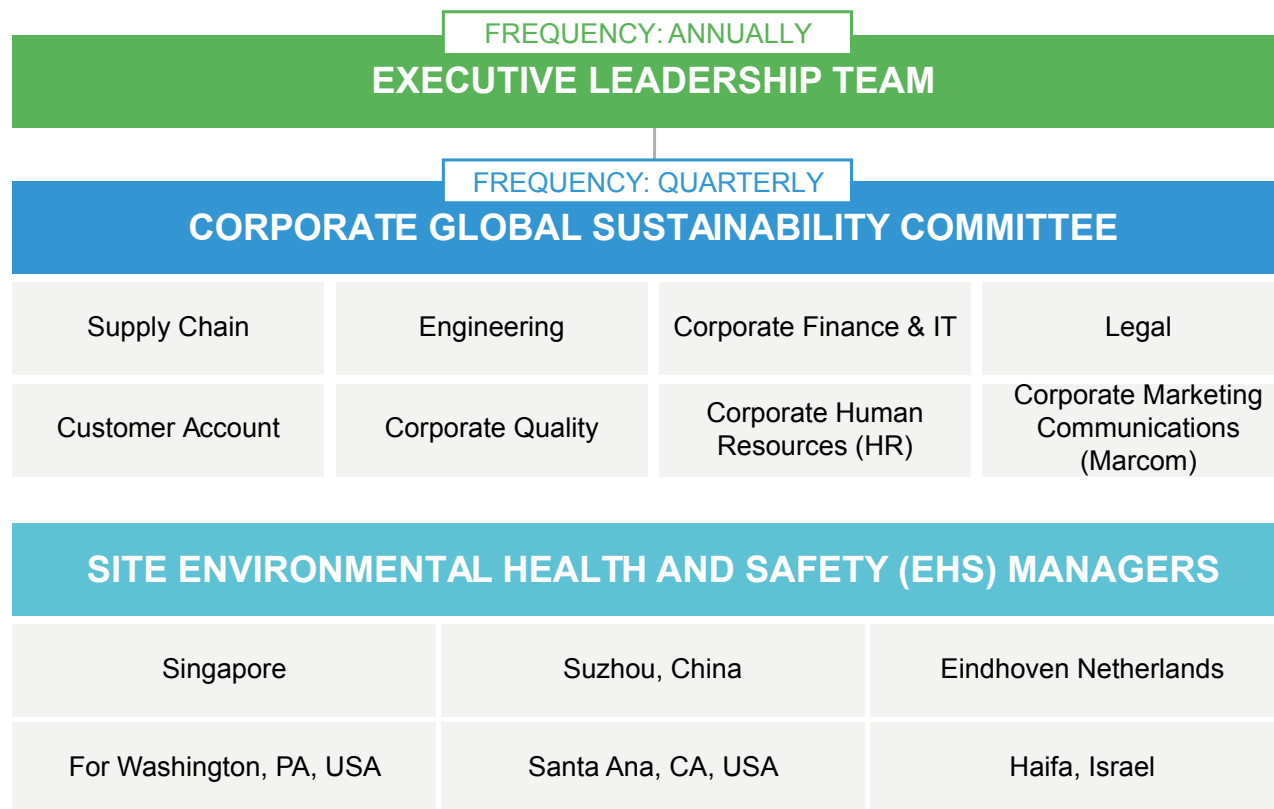 FREQUENCY: ANNUALLY
EXECUTIVE LEADERSHIP TEAM
FREQUENCY: QUARTERLY
CORPORATE GLOBAL SUSTAINABILITY COMMITTEE
Supply Chain
Engineering
Corporate Finance & IT
Legal
Customer Account
Corporate Quality
Corporate Human
Resources (HR)
Corporate Marketing
Communications
(Marcom)
SITE ENVIRONMENTAL HEALTH AND SAFETY (EHS) MANAGERS
Singapore
Suzhou, China
Eindhoven Netherlands
For Washington, PA, USA
Santa Ana, CA, USA
Haifa, Israel